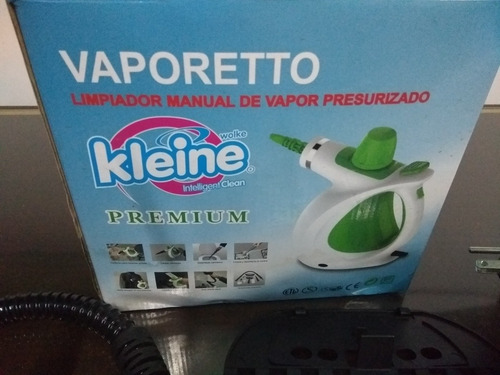 VAPORETTO
LIMPIADOR MANUAL DE VAPOR PRESURIZADO
wolke
kleine
Intelligent Clean
PREMIUM